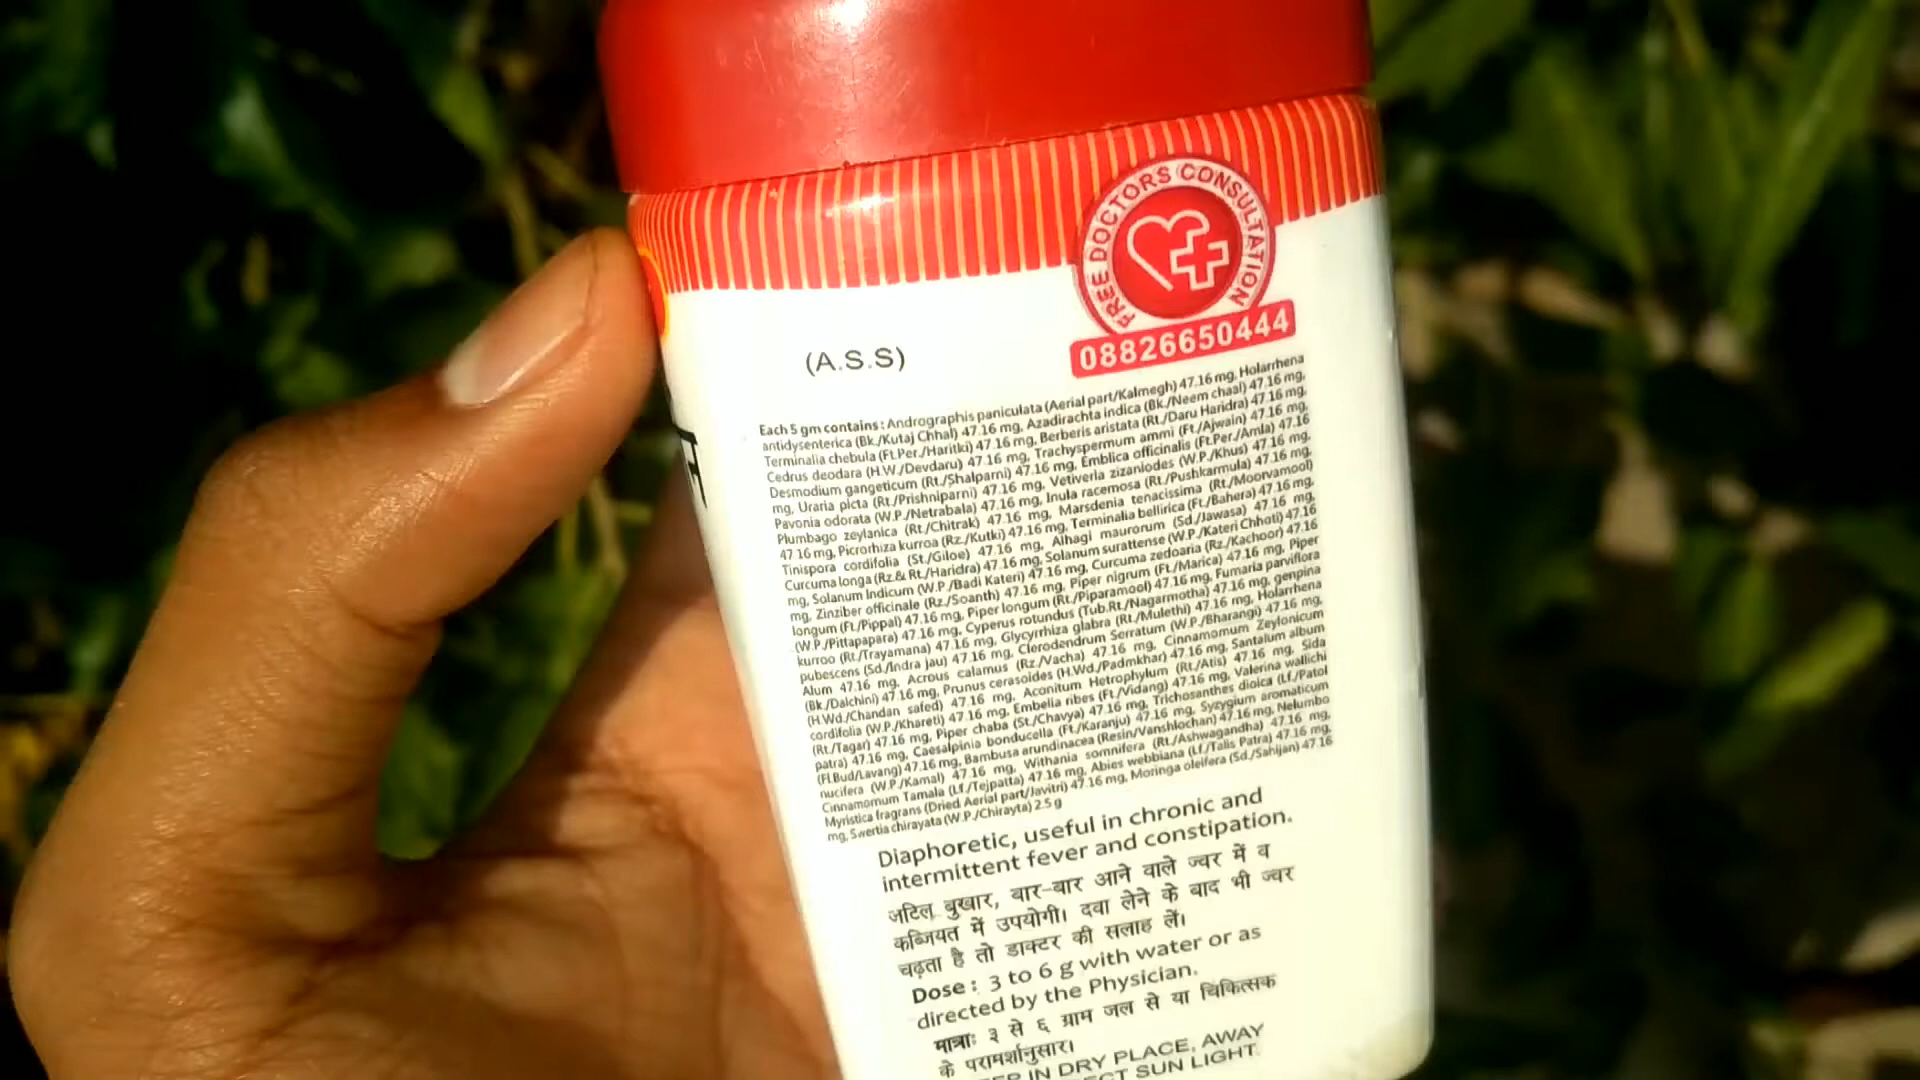 FREE DOCTORS CONSULTATION
08826650444
(A.S.S)
Each 5 gm contains : Andrographis paniculata (Aerial part/Kalmegh) 47.16 mg, Holarrhena
antidysenterica (Bk./Kutaj Chhal) 47.16 mg, Azadirachta indica (Bk./Neem chaal) 47.16 mg,
Terminalia chebula (Ft.Per./Haritki) 47.16 mg, Berberis aristata (Rt./Daru Haridra) 47.16 mg,
Cedrus deodara (H.W./Devdaru) 47.16 mg, Trachyspermum ammi (Ft./Ajwain) 47.16 mg,
Desmodium gangeticum (Rt./Shalparni) 47.16 mg, Emblica officinalis (Ft.Per./Amla) 47.16
mg, Uraria picta (Rt./Prishniparni) 47.16 mg, Vetiveria zizaniodes (W.P./Khus) 47.16 mg,
Pavonia odorata (W.P./Netrabala) 47.16 mg, Inula racemosa (Rt./Pushkarmula) 47.16 mg,
Plumbago zeylanica (Rt./Chitrak) 47.16 mg, Marsdenia tenacissima (Rt./Moorvamool)
47.16 mg, Picrorhiza kurroa (Rz./Kutki) 47.16 mg, Terminalia bellirica (Ft./Bahera) 47.16 mg,
Tinispora cordifolia (St./Giloe) 47.16 mg, Alhagi maurorum (Sd./Jawasa) 47.16 mg,
Curcuma longa (Rz.& Rt./Haridra) 47.16 mg, Solanum surattense (W.P./Kateri Chhoti) 47.16
mg, Solanum Indicum (W.P./Badi Kateri) 47.16 mg, Curcuma zedoaria (Rz./Kachoor) 47.16
mg, Zinziber officinale (Rz./Soanth) 47.16 mg, Piper nigrum (Ft./Marica) 47.16 mg, Piper
longum (Ft./Pippal) 47.16 mg, Piper longum (Rt./Piparamool) 47.16 mg, Fumaria parviflora
(W.P./Pittapapara) 47.16 mg, Cyperus rotundus (Tub.Rt./Nagarmotha) 47.16 mg, genpina
kurroo (Rt./Trayamana) 47.16 mg, Glycyrrhiza glabra (Rt./Mulethi) 47.16 mg, Holarrhena
pubescens (Sd./Indra jau) 47.16 mg, Clerodendrum Serratum (W.P./Bharangi) 47.16 mg,
Alum 47.16 mg, Acrous calamus (Rz./Vacha) 47.16 mg, Cinnamomum Zeylonicum
(Bk./Dalchini) 47.16 mg, Prunus cerasoides (H.Wd./Padmkhar) 47.16 mg, Santalum album
(H.Wd./Chandan safed) 47.16 mg, Aconitum Hetrophylum (Rt./Atis) 47.16 mg, Sida
cordifolia (W.P./Khareti) 47.16 mg, Embelia ribes (Ft./Vidang) 47.16 mg, Valerina wallichi
(Rt./Tagar) 47.16 mg, Piper chaba (St./Chavya) 47.16 mg, Trichosanthes dioica (Lf./Patol
patra) 47.16 mg, Caesalpinia bonducella (Ft./Karanju) 47.16 mg, Syzygium aromaticum
(Fl.Bud/Lavang) 47.16 mg, Bambusa arundinacea (Resin/Vanshlochan) 47.16 mg, Nelumbo
nucifera (W.P./Kamal) 47.16 mg, Withania somnifera (Rt./Ashwagandha) 47.16 mg,
Cinnamomum Tamala (Lf./Tejpatta) 47.16 mg, Abies webbiana (Lf./Talis Patra) 47.16 mg,
Myristica fragrans (Dried Aerial part/Javitri) 47.16 mg, Moringa oleifera (Sd./Sahijan) 47.16
mg, Swertia chirayata (W.P./Chirayta) 2.5 g
Diaphoretic, useful in chronic and
intermittent fever and constipation.
जटिल बुखार, बार-बार आने वाले ज्वर में व
कब्जियत में उपयोगी। दवा लेने के बाद भी ज्वर
चढ़ता है तो डाक्टर की सलाह लें।
Dose : 3 to 6 g with water or as
directed by the Physician.
मात्राः ३ से ६ ग्राम जल से या चिकित्सक
के परामर्शानुसार।
IN DRY PLACE, AWAY
SUN LIGHT.